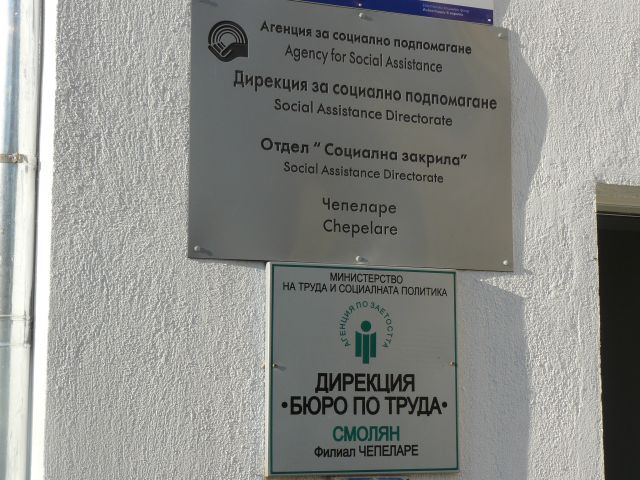 Агенция за социално подпомагане
Agency for Social Assistance
Дирекция за социално подпомагане
Social Assistance Directorate
Отдел " Социална закрила"
Social Assistance Directorate
Чепеларе
Chepelare
МИНИСТЕРСТВО
НА ТРУДА И СОЦИАЛНАТА ПОЛИТИКА
АГЕНЦИЯ ПО ЗАЕТОСТТА
ДИРЕКЦИЯ
•БЮРО ПО ТРУДА•
СМОЛЯН
Филиал ЧЕПЕЛАРЕ